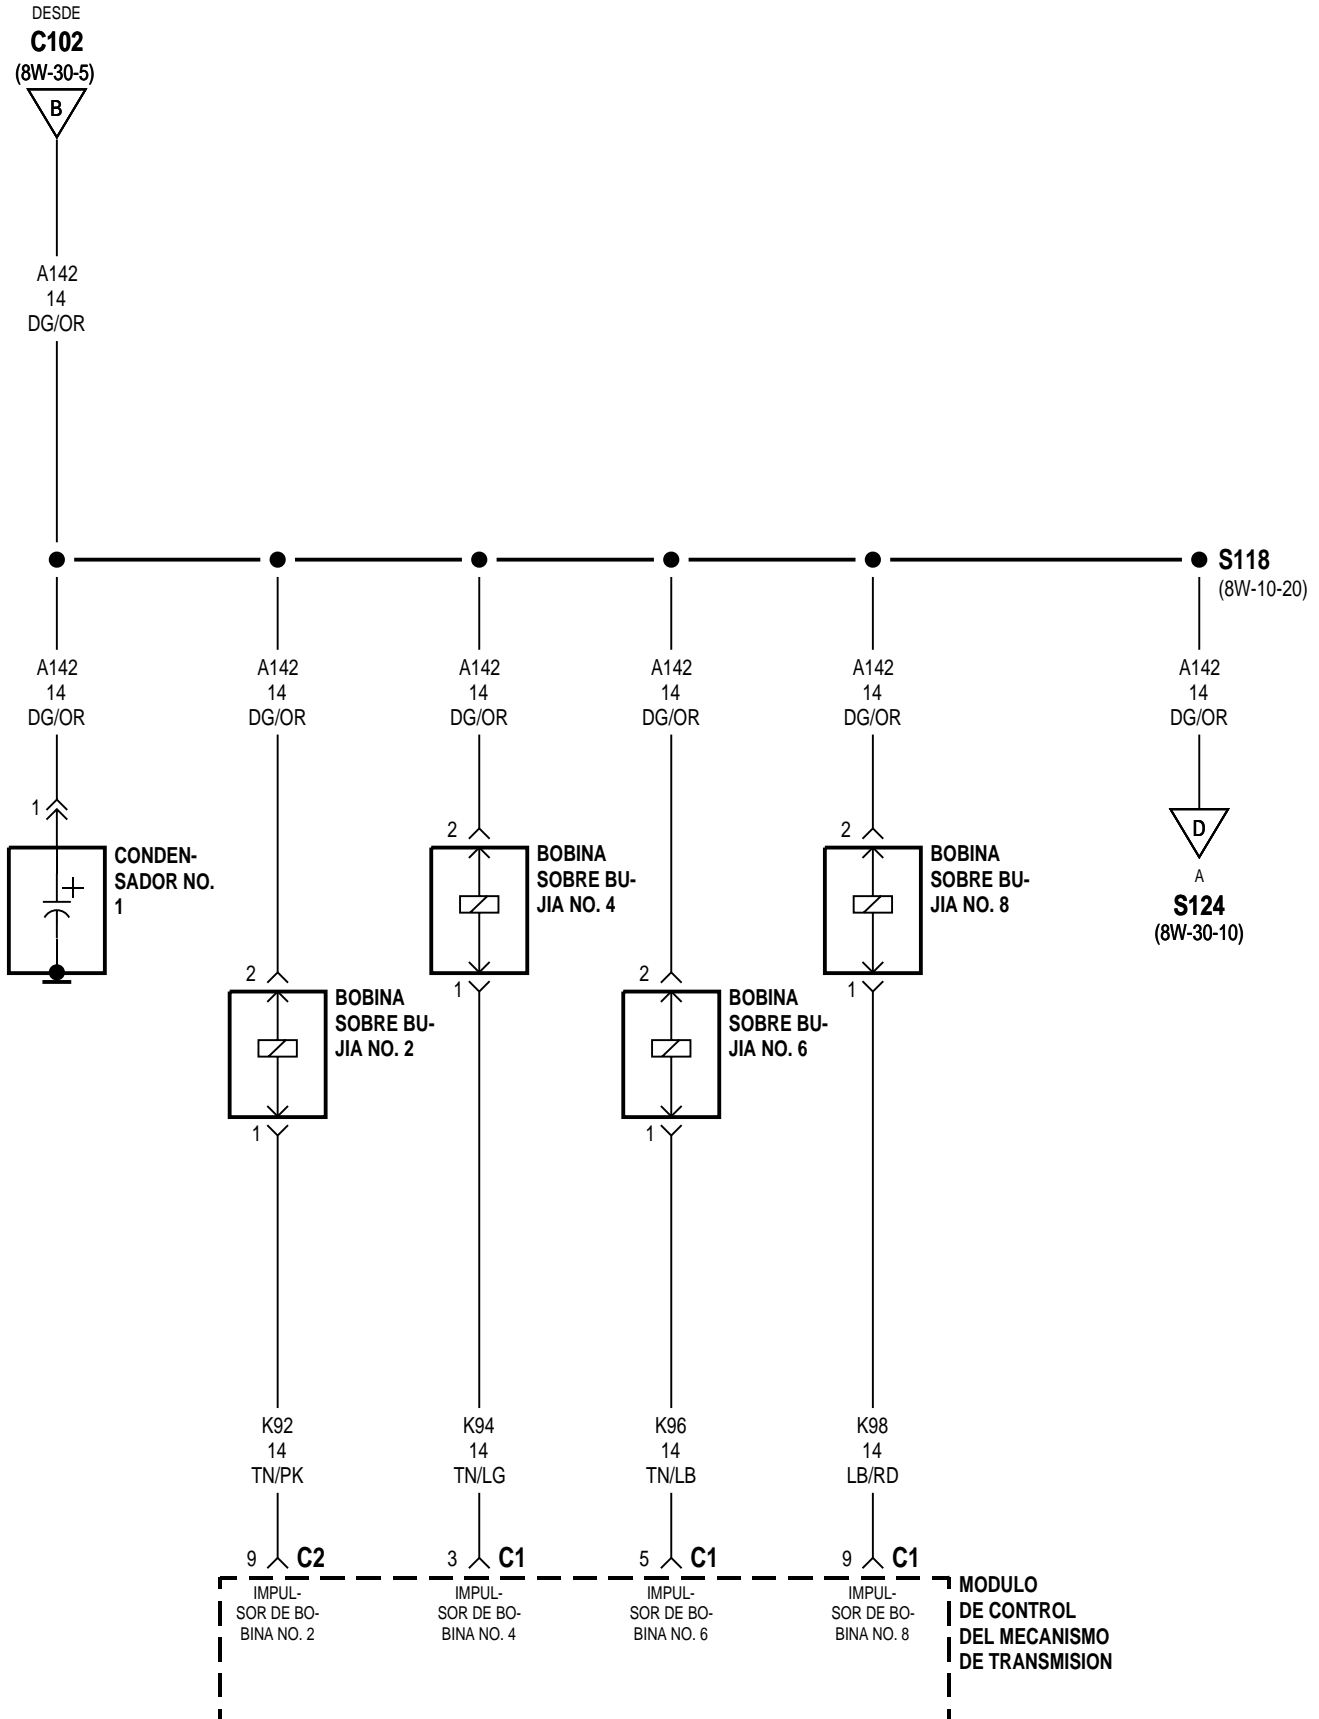 DESDE
C102
(8W-30-5)
B
A142
14
DG/OR
S118
(8W-10-20)
A142
14
DG/OR
A142
14
DG/OR
A142
14
DG/OR
A142
14
DG/OR
A142
14
DG/OR
A142
14
DG/OR
1
CONDEN-
SADOR NO.
1
2
BOBINA
SOBRE BU-
JIA NO. 4
1
2
BOBINA
SOBRE BU-
JIA NO. 8
1
D
A
S124
(8W-30-10)
2
BOBINA
SOBRE BU-
JIA NO. 2
1
2
BOBINA
SOBRE BU-
JIA NO. 6
1
K92
14
TN/PK
K94
14
TN/LG
K96
14
TN/LB
K98
14
LB/RD
9 C2
3 C1
5 C1
9 C1
IMPUL-
SOR DE BO-
BINA NO. 2
IMPUL-
SOR DE BO-
BINA NO. 4
IMPUL-
SOR DE BO-
BINA NO. 6
IMPUL-
SOR DE BO-
BINA NO. 8
MODULO
DE CONTROL
DEL MECANISMO
DE TRANSMISION